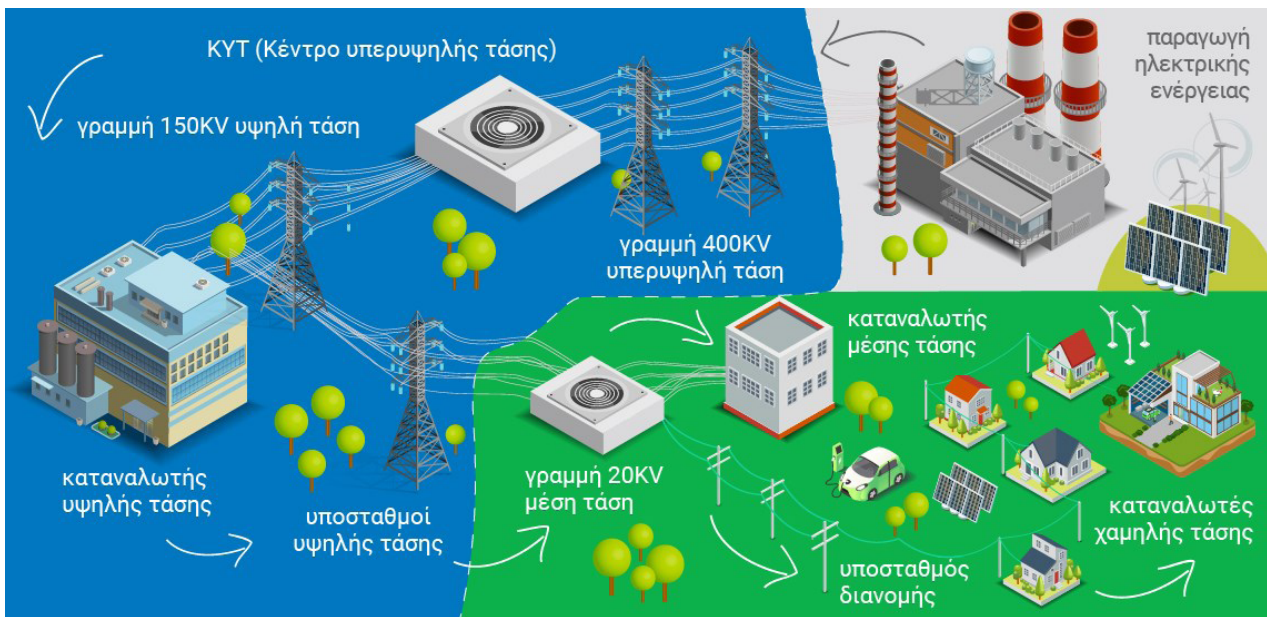 ΚΥΤ (Κέντρο υπερυψηλής τάσης)
παραγωγή
ηλεκτρικής
ενέργειας
γραμμή 150KV υψηλή τάση
γραμμή 400KV
υπερυψηλή τάση
καταναλωτής
υψηλής τάσης
υποσταθμοί
υψηλής τάσης
γραμμή 20KV
μέση τάση
καταναλωτής
μέσης τάσης
υποσταθμός
διανομής
καταναλωτές
χαμηλής τάσης